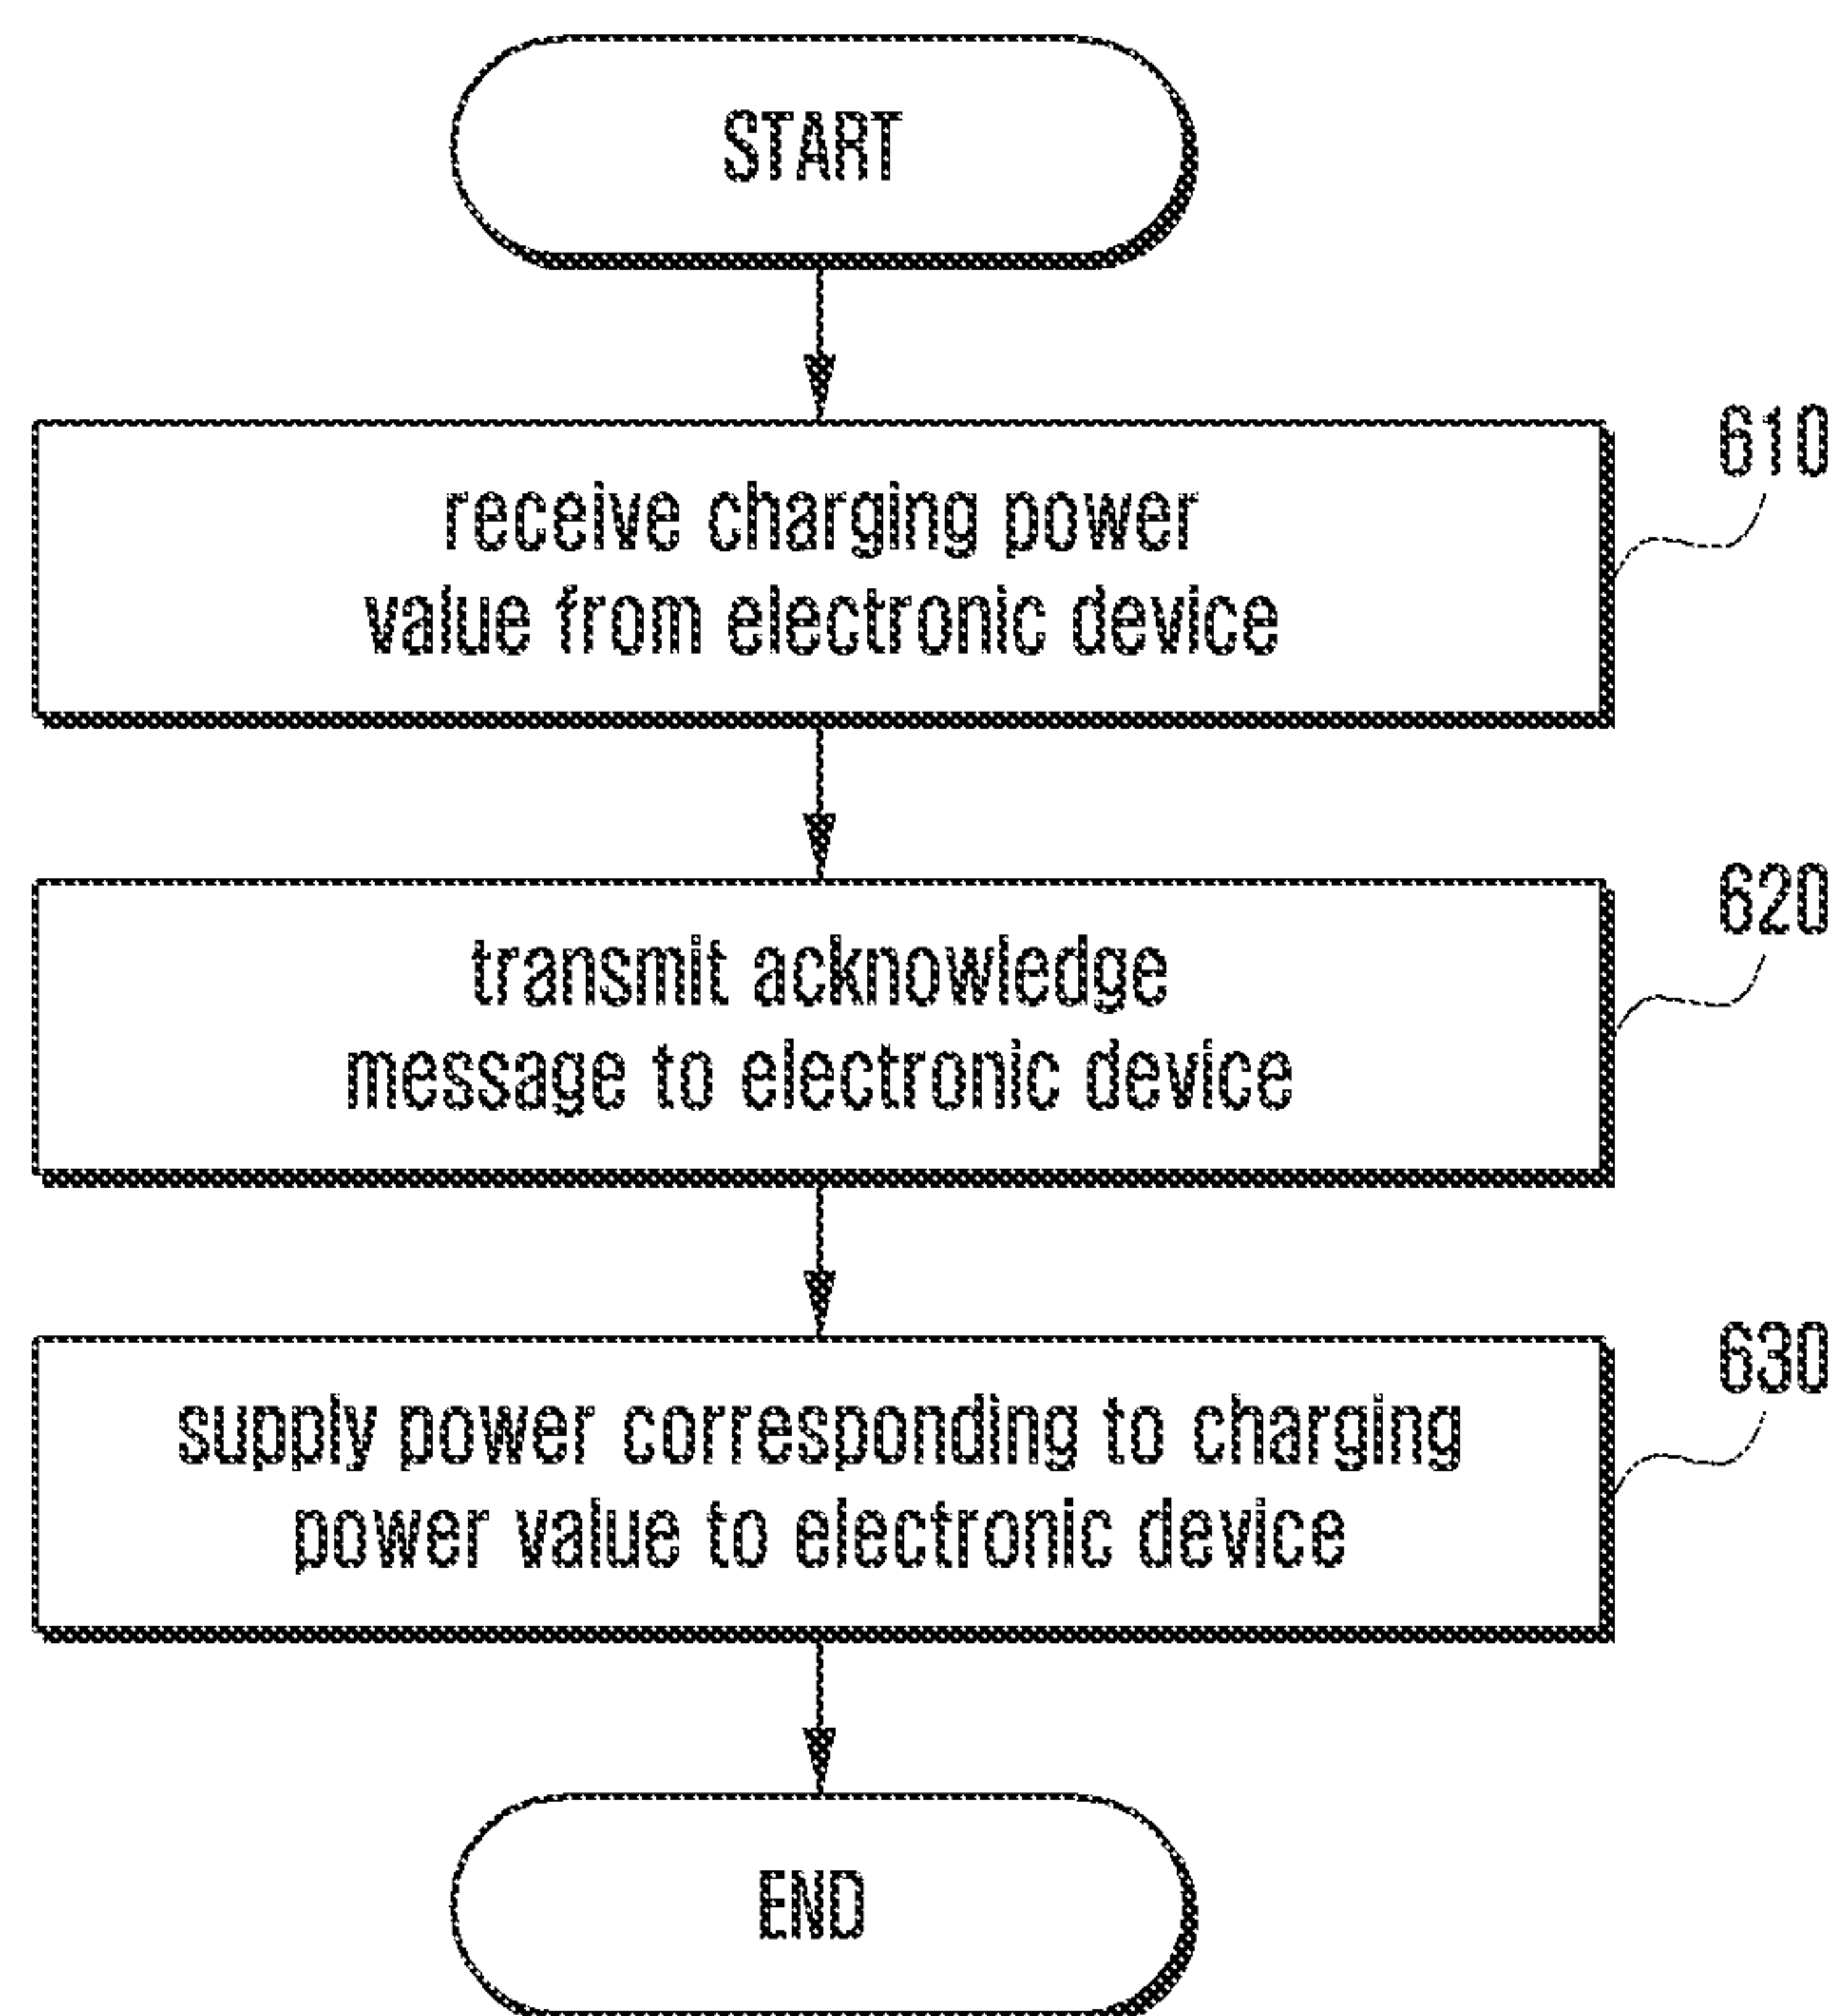 START
610
receive charging power
value from electronic device
620
transmit acknowledge
message to electronic device
630
supply power corresponding to charging
power value to electronic device
END